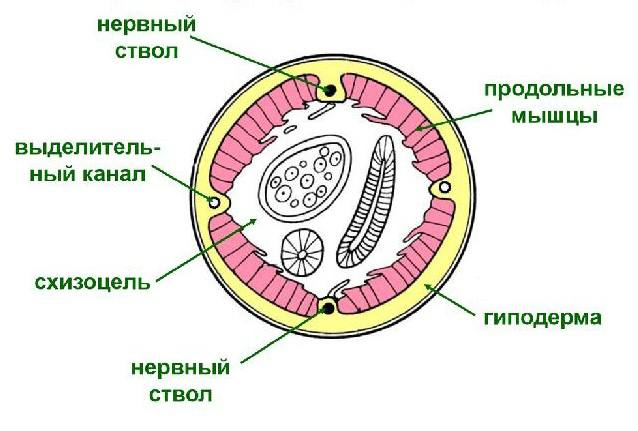 нервный
ствол
продольные
мышцы
выделитель-
ный канал
схизоцель
гиподерма
нервный
ствол